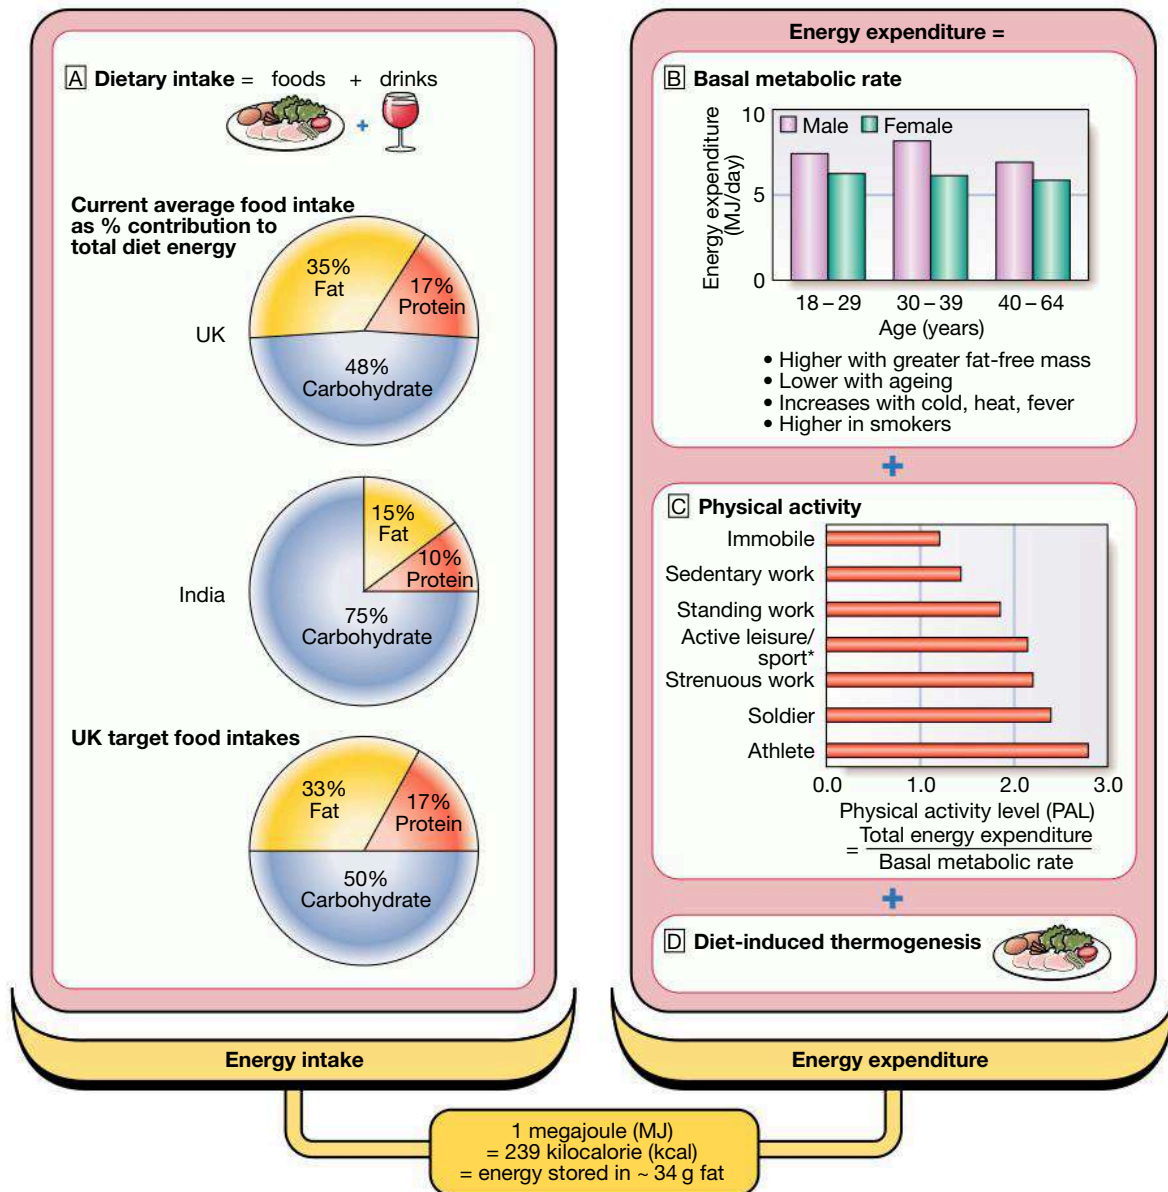 A Dietary intake = foods + drinks
+
Current average food intake
as % contribution to
total diet energy
35%
Fat
17%
Protein
UK
48%
Carbohydrate
15%
Fat
10%
Protein
India
75%
Carbohydrate
UK target food intakes
33%
Fat
17%
Protein
50%
Carbohydrate
Energy intake
Energy expenditure =
B Basal metabolic rate
Energy expenditure
(MJ/day)
10
5
0
Male Female
18 – 29 30 – 39 40 – 64
Age (years)
• Higher with greater fat-free mass
• Lower with ageing
• Increases with cold, heat, fever
• Higher in smokers
+
C Physical activity
Immobile
Sedentary work
Standing work
Active leisure/
sport*
Strenuous work
Soldier
Athlete
0.0 1.0 2.0 3.0
Physical activity level (PAL)
= Total energy expenditure
Basal metabolic rate
+
D Diet-induced thermogenesis
Energy expenditure
1 megajoule (MJ)
= 239 kilocalorie (kcal)
= energy stored in ~ 34 g fat